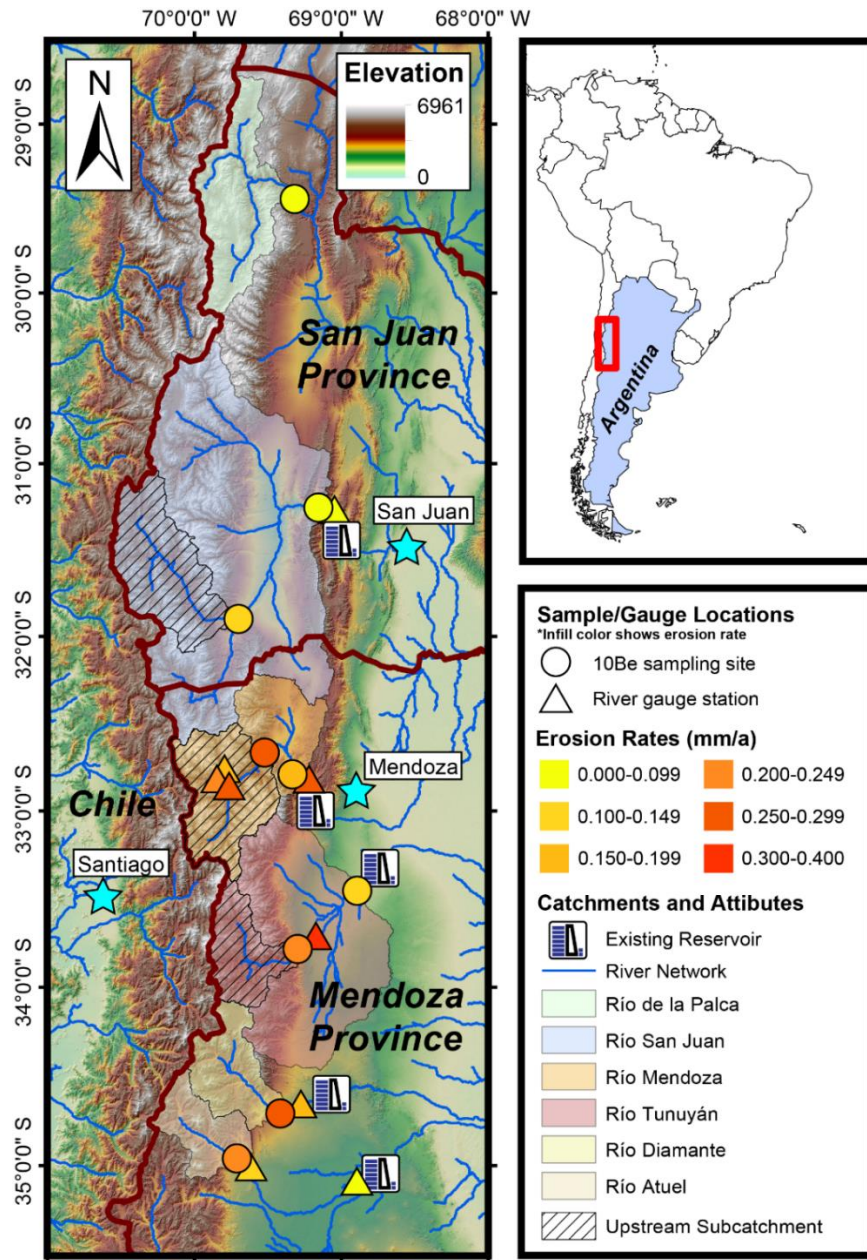 70°0'0" W
69°0'0" W
68°0'0" W
29°0'0" S
30°0'0" S
31°0'0" S
32°0'0" S
33°0'0" S
34°0'0" S
35°0'0" S
N
Elevation
6961
0
San Juan
Province
San Juan
Mendoza
Chile
Santiago
Mendoza
Province
Argentina
Sample/Gauge Locations
*Infill color shows erosion rate
10Be sampling site
River gauge station
Erosion Rates (mm/a)
0.000-0.099
0.200-0.249
0.100-0.149
0.250-0.299
0.150-0.199
0.300-0.400
Catchments and Attibutes
Existing Reservoir
River Network
Río de la Palca
Río San Juan
Río Mendoza
Río Tunuyán
Río Diamante
Río Atuel
Upstream Subcatchment